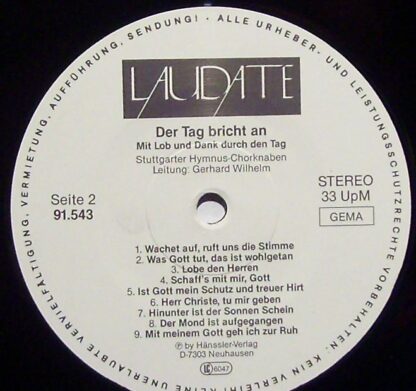 VERMIETUNG, AUFFÜHRUNG, SENDUNG! · ALLE URHEBER- UND LEISTUNGSSCHUTZRECHTE VORBEHALTEN· KEIN VERLEIH! KEINE UNERLAUBTE VERVIELFÄLTIGUNG,
LAUDATE
Der Tag bricht an
Mit Lob und Dank durch den Tag
Stuttgarter Hymnus-Chorknaben
Leitung: Gerhard Wilhelm
Seite 2
91.543
STEREO
33 UpM
GEMA
1. Wachet auf, ruft uns die Stimme
2. Was Gott tut, das ist wohlgetan
3. Lobe den Herren
4. Schaff's mit mir, Gott
5. Ist Gott mein Schutz und treuer Hirt
6. Herr Christe, tu mir geben
7. Hinunter ist der Sonnen Schein
8. Der Mond ist aufgegangen
9. Mit meinem Gott geh ich zur Ruh
℗ by Hänssler-Verlag
D-7303 Neuhausen
LC 6047